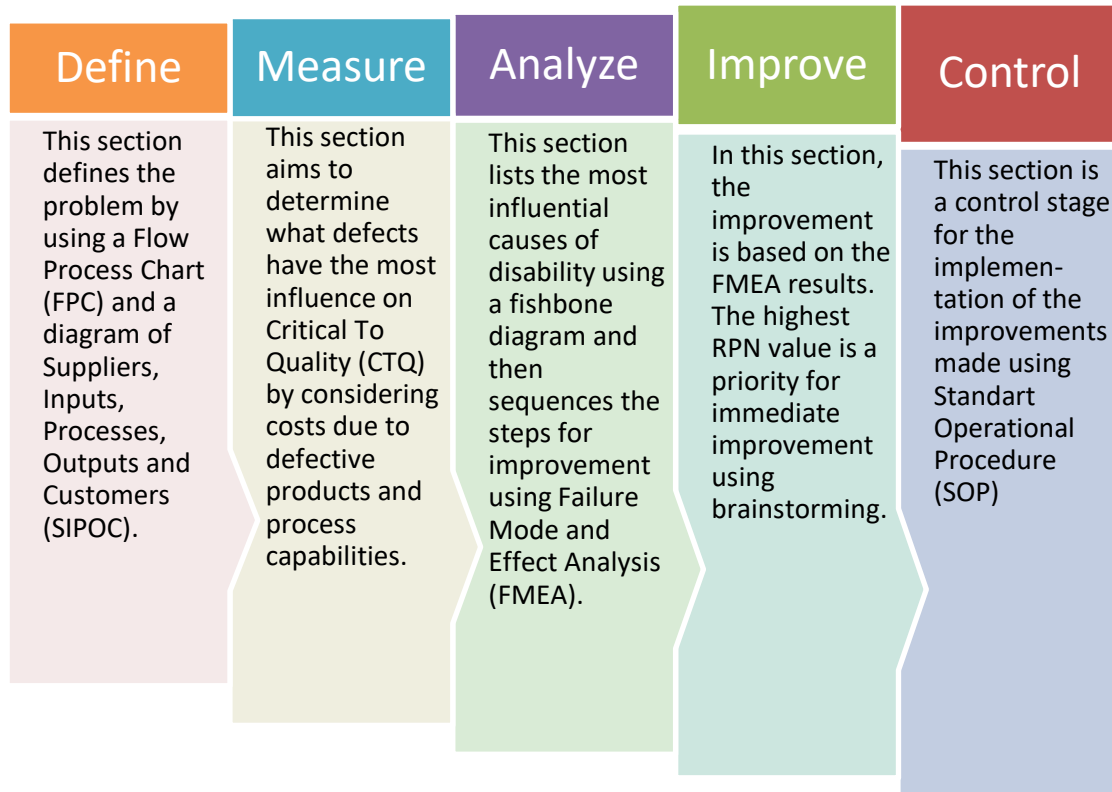 Define
This section
defines the
problem by
using a Flow
Process Chart
(FPC) and a
diagram of
Suppliers,
Inputs,
Processes,
Outputs and
Customers
(SIPOC).
Measure
This section
aims to
determine
what defects
have the most
influence on
Critical To
Quality (CTQ)
by considering
costs due to
defective
products and
process
capabilities.
Analyze
This section
lists the most
influential
causes of
disability using
a fishbone
diagram and
then
sequences the
steps for
improvement
using Failure
Mode and
Effect Analysis
(FMEA).
Improve
In this section,
the
improvement
is based on the
FMEA results.
The highest
RPN value is a
priority for
immediate
improvement
using
brainstorming.
Control
This section is
a control stage
for the
implemen-
tation of the
improvements
made using
Standart
Operational
Procedure
(SOP)